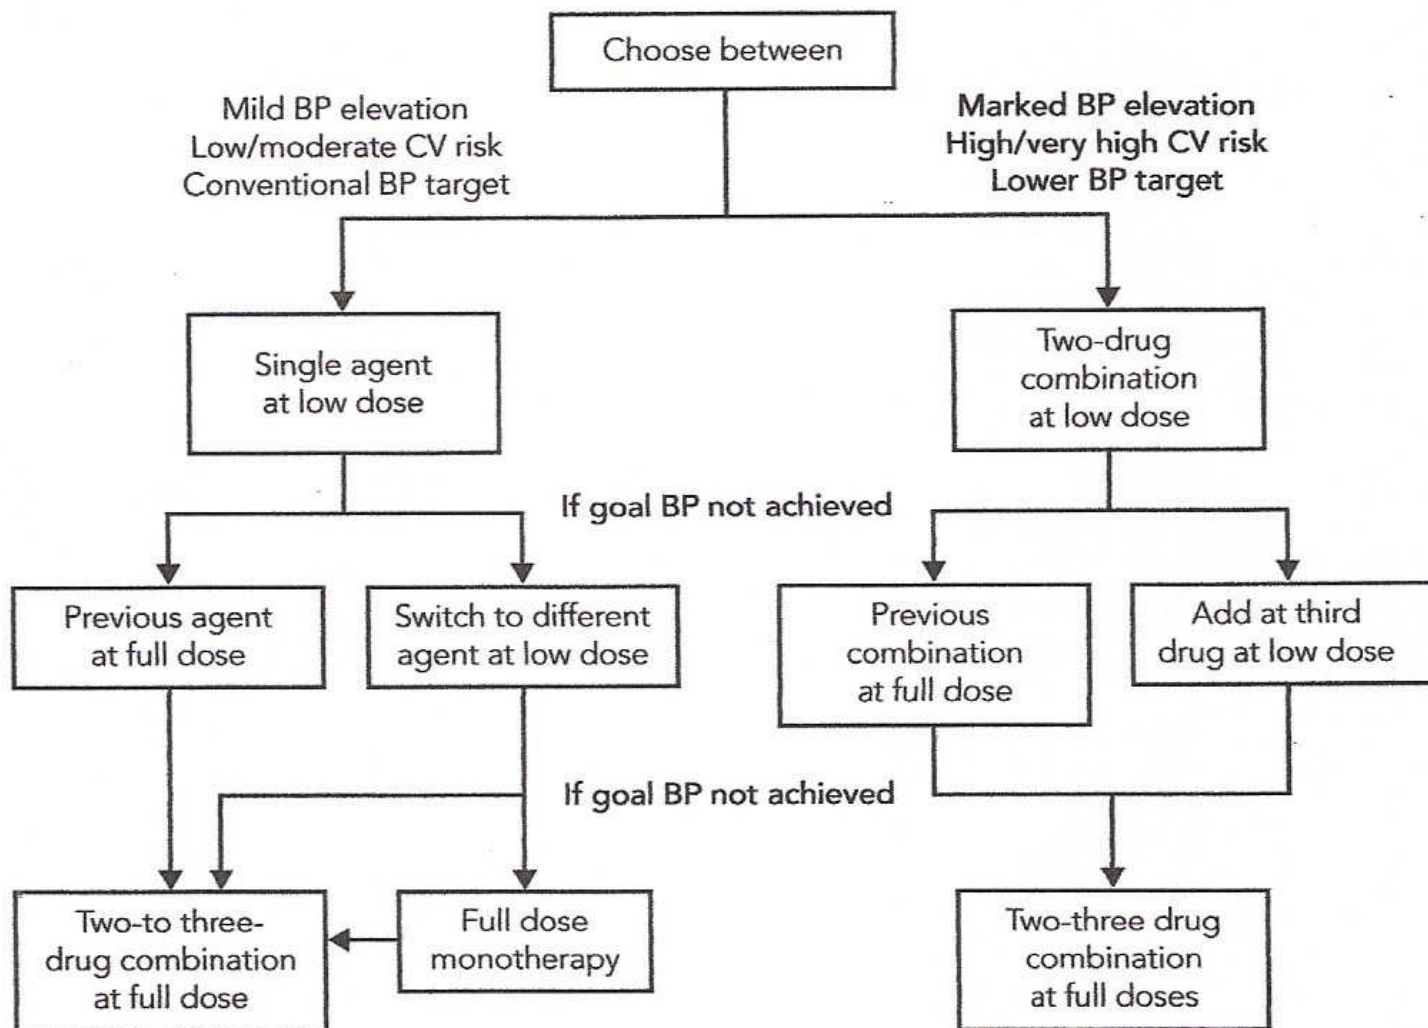 Choose between
Mild BP elevation
Low/moderate CV risk
Conventional BP target
Marked BP elevation
High/very high CV risk
Lower BP target
Single agent
at low dose
Two-drug
combination
at low dose
If goal BP not achieved
Previous agent
at full dose
Switch to different
agent at low dose
Previous
combination
at full dose
Add at third
drug at low dose
If goal BP not achieved
Two-to three-
drug combination
at full dose
Full dose
monotherapy
Two-three drug
combination
at full doses